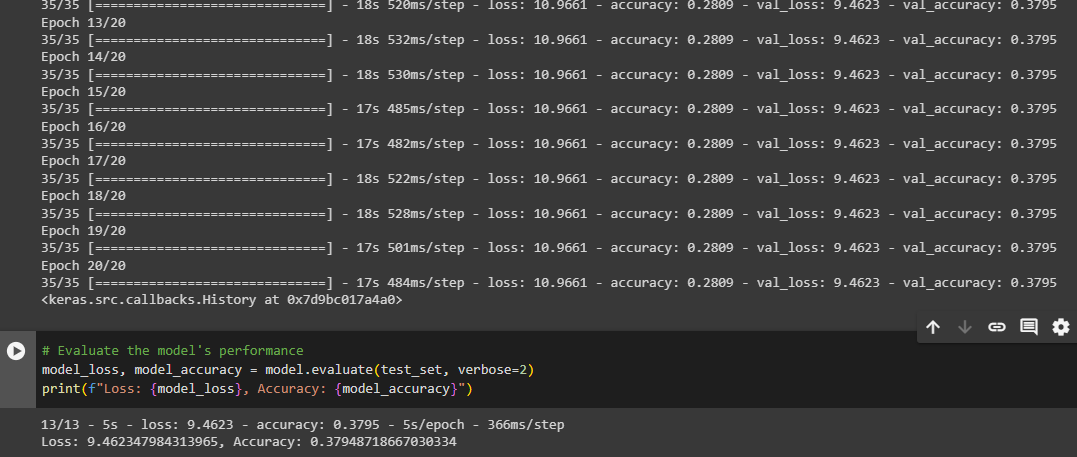 35/35 [==============================] - 18s 520ms/step - loss: 10.9661 - accuracy: 0.2809 - val_loss: 9.4623 - val_accuracy: 0.3795
Epoch 13/20
35/35 [==============================] - 18s 532ms/step - loss: 10.9661 - accuracy: 0.2809 - val_loss: 9.4623 - val_accuracy: 0.3795
Epoch 14/20
35/35 [==============================] - 18s 530ms/step - loss: 10.9661 - accuracy: 0.2809 - val_loss: 9.4623 - val_accuracy: 0.3795
Epoch 15/20
35/35 [==============================] - 17s 485ms/step - loss: 10.9661 - accuracy: 0.2809 - val_loss: 9.4623 - val_accuracy: 0.3795
Epoch 16/20
35/35 [==============================] - 17s 482ms/step - loss: 10.9661 - accuracy: 0.2809 - val_loss: 9.4623 - val_accuracy: 0.3795
Epoch 17/20
35/35 [==============================] - 18s 522ms/step - loss: 10.9661 - accuracy: 0.2809 - val_loss: 9.4623 - val_accuracy: 0.3795
Epoch 18/20
35/35 [==============================] - 18s 528ms/step - loss: 10.9661 - accuracy: 0.2809 - val_loss: 9.4623 - val_accuracy: 0.3795
Epoch 19/20
35/35 [==============================] - 17s 501ms/step - loss: 10.9661 - accuracy: 0.2809 - val_loss: 9.4623 - val_accuracy: 0.3795
Epoch 20/20
35/35 [==============================] - 17s 484ms/step - loss: 10.9661 - accuracy: 0.2809 - val_loss: 9.4623 - val_accuracy: 0.3795
<keras.src.callbacks.History at 0x7d9bc017a4a0>
# Evaluate the model's performance
model_loss, model_accuracy = model.evaluate(test_set, verbose=2)
print(f"Loss: {model_loss}, Accuracy: {model_accuracy}")
13/13 - 5s - loss: 9.4623 - accuracy: 0.3795 - 5s/epoch - 366ms/step
Loss: 9.462347984313965, Accuracy: 0.37948718667030334